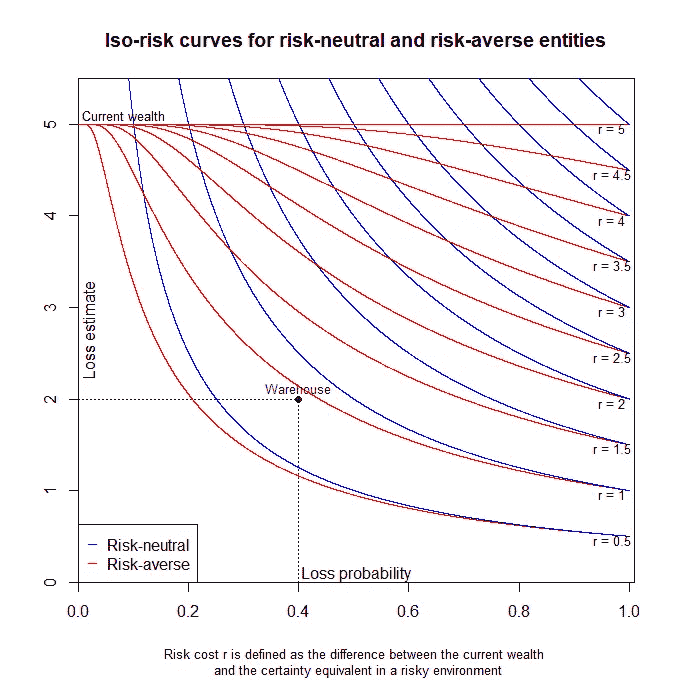 Iso-risk curves for risk-neutral and risk-averse entities
Current wealth
r = 5
r = 4.5
r = 4
r = 3.5
r = 3
r = 2.5
r = 2
r = 1.5
r = 1
r = 0.5
5
4
3
2
1
0
Loss estimate
Warehouse
Risk-neutral
Risk-averse
Loss probability
0.0 0.2 0.4 0.6 0.8 1.0
Risk cost r is defined as the difference between the current wealth
and the certainty equivalent in a risky environment